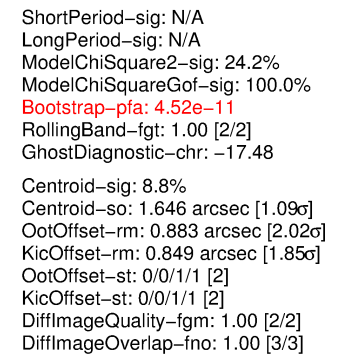 ShortPeriod−sig: N/A
LongPeriod−sig: N/A
ModelChiSquare2−sig: 24.2%
ModelChiSquareGof−sig: 100.0%
Bootstrap−pfa: 4.52e−11
RollingBand−fgt: 1.00 [2/2]
GhostDiagnostic−chr: −17.48
Centroid−sig: 8.8%
Centroid−so: 1.646 arcsec [1.09σ]
OotOffset−rm: 0.883 arcsec [2.02σ]
KicOffset−rm: 0.849 arcsec [1.85σ]
OotOffset−st: 0/0/1/1 [2]
KicOffset−st: 0/0/1/1 [2]
DiffImageQuality−fgm: 1.00 [2/2]
DiffImageOverlap−fno: 1.00 [3/3]